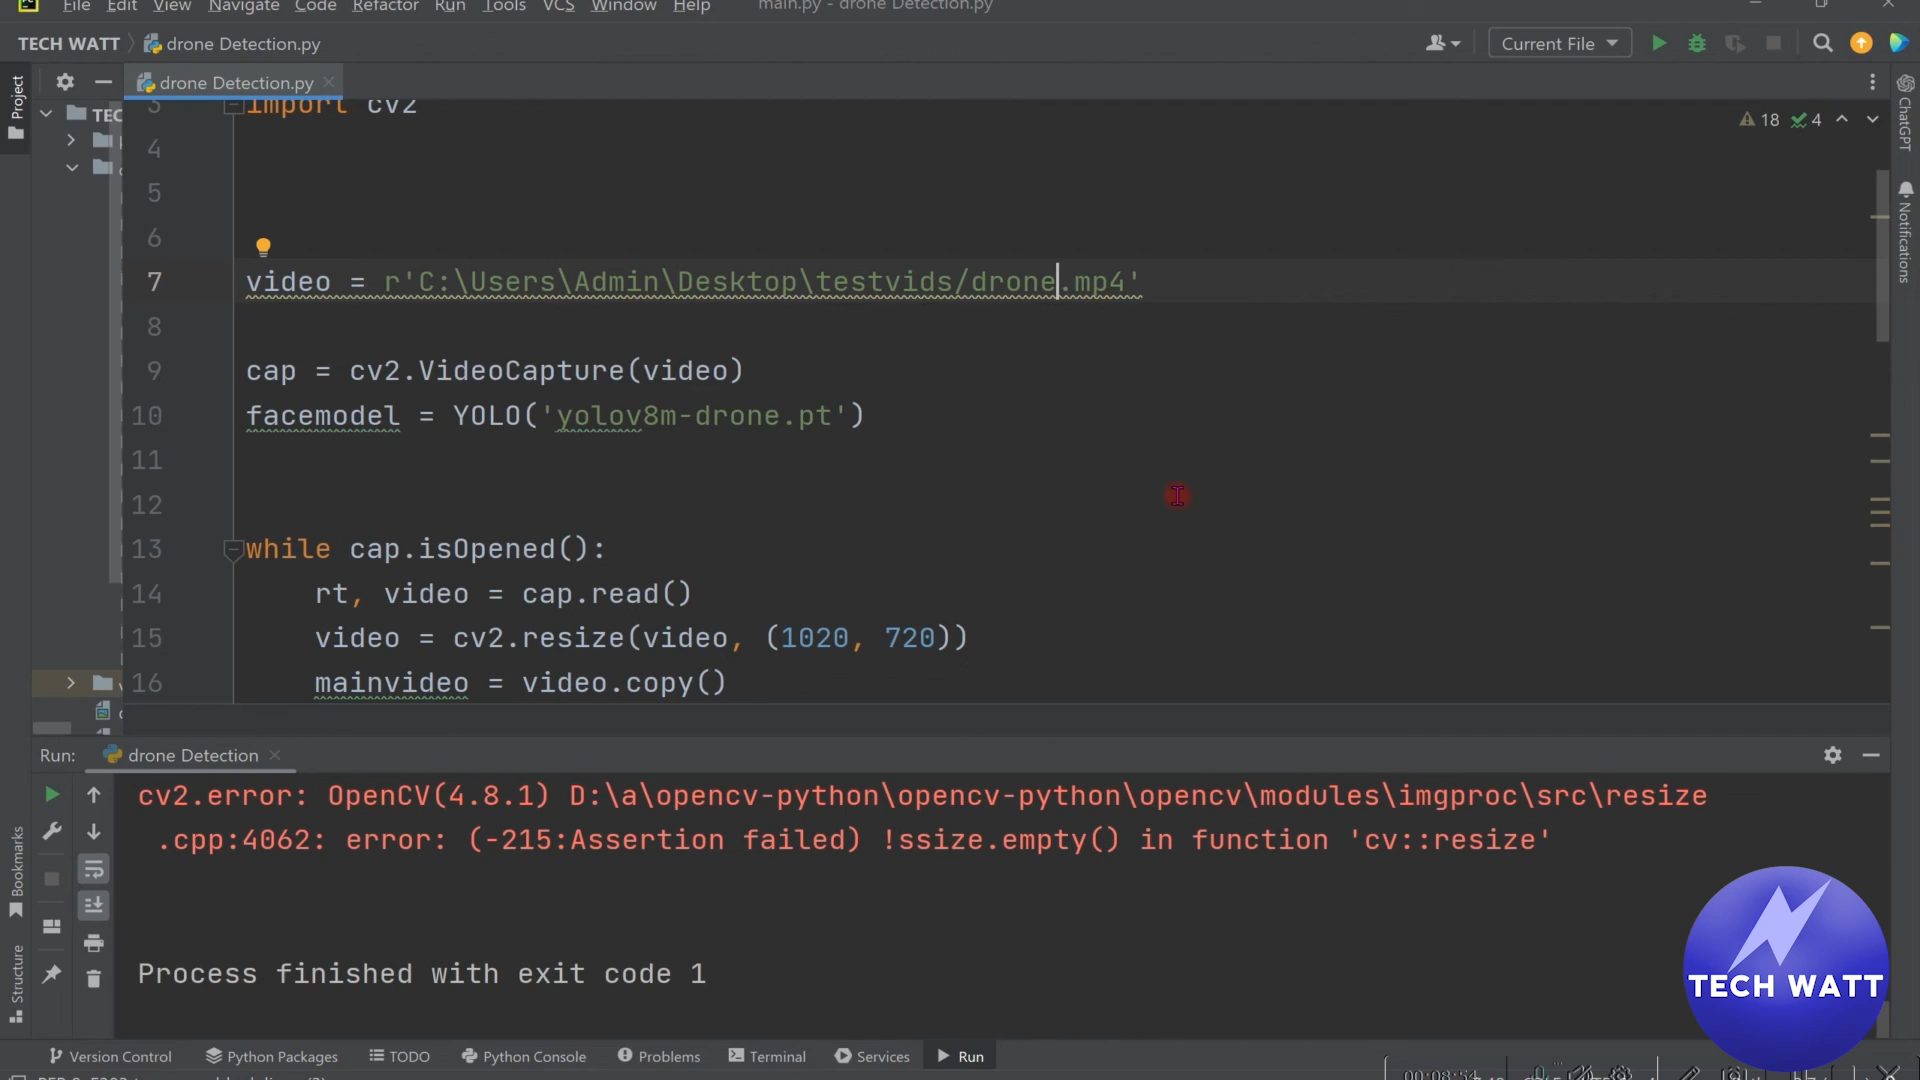 File Edit View Navigate Code Refactor Run Tools VCS Window Help main.py - drone Detection.py
TECH WATT drone Detection.py Current File
Project
drone Detection.py
TEC
3 import cv2
18 4
4
5
6
7 video = r'C:\Users\Admin\Desktop\testvids/drone.mp4'
8
9 cap = cv2.VideoCapture(video)
10 facemodel = YOLO('yolov8m-drone.pt')
11
12
13 while cap.isOpened():
14 rt, video = cap.read()
15 video = cv2.resize(video, (1020, 720))
16 mainvideo = video.copy()
ChatGPT
Notifications
Run: drone Detection
cv2.error: OpenCV(4.8.1) D:\a\opencv-python\opencv-python\opencv\modules\imgproc\src\resize
.cpp:4062: error: (-215:Assertion failed) !ssize.empty() in function 'cv::resize'
Process finished with exit code 1
Bookmarks
Structure
TECH WATT
Version Control Python Packages TODO Python Console Problems Terminal Services Run